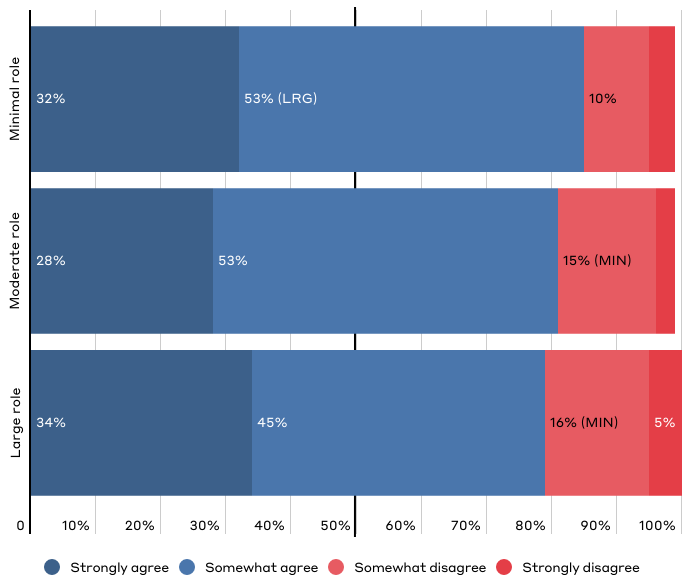 Minimal role
32%
53% (LRG)
10%
Moderate role
28%
53%
15% (MIN)
Large role
34%
45%
16% (MIN)
5%
0 10% 20% 30% 40% 50% 60% 70% 80% 90% 100%
Strongly agree Somewhat agree Somewhat disagree Strongly disagree